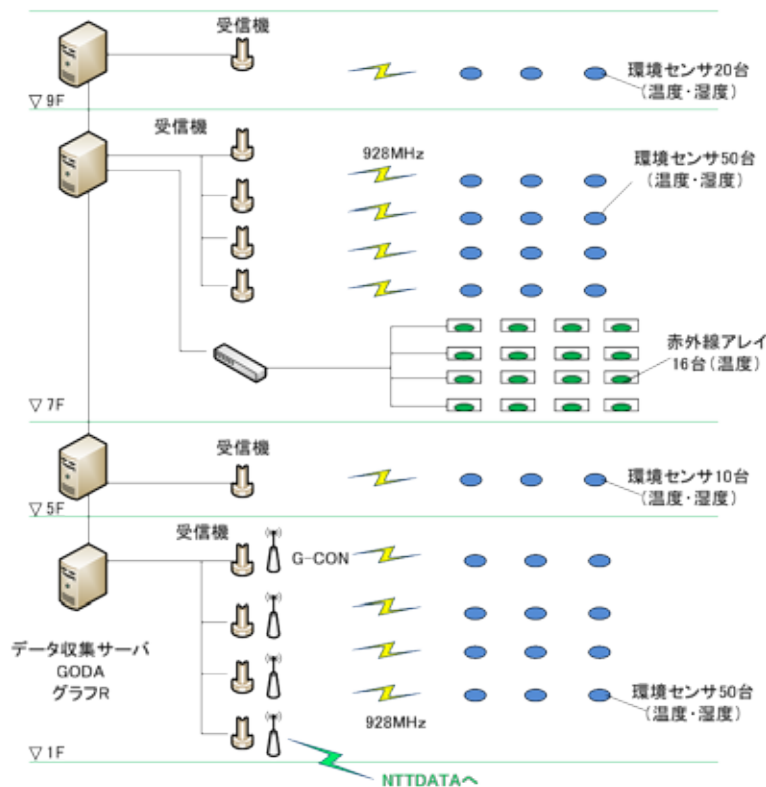 受信機
環境センサ20台
(温度・湿度)
▽9F
受信機
928MHz
環境センサ50台
(温度・湿度)
赤外線アレイ
16台(温度)
▽7F
受信機
環境センサ10台
(温度・湿度)
▽5F
受信機
G-CON
データ収集サーバ
GODA
グラフR
環境センサ50台
(温度・湿度)
928MHz
▽1F
NTTDATAへ